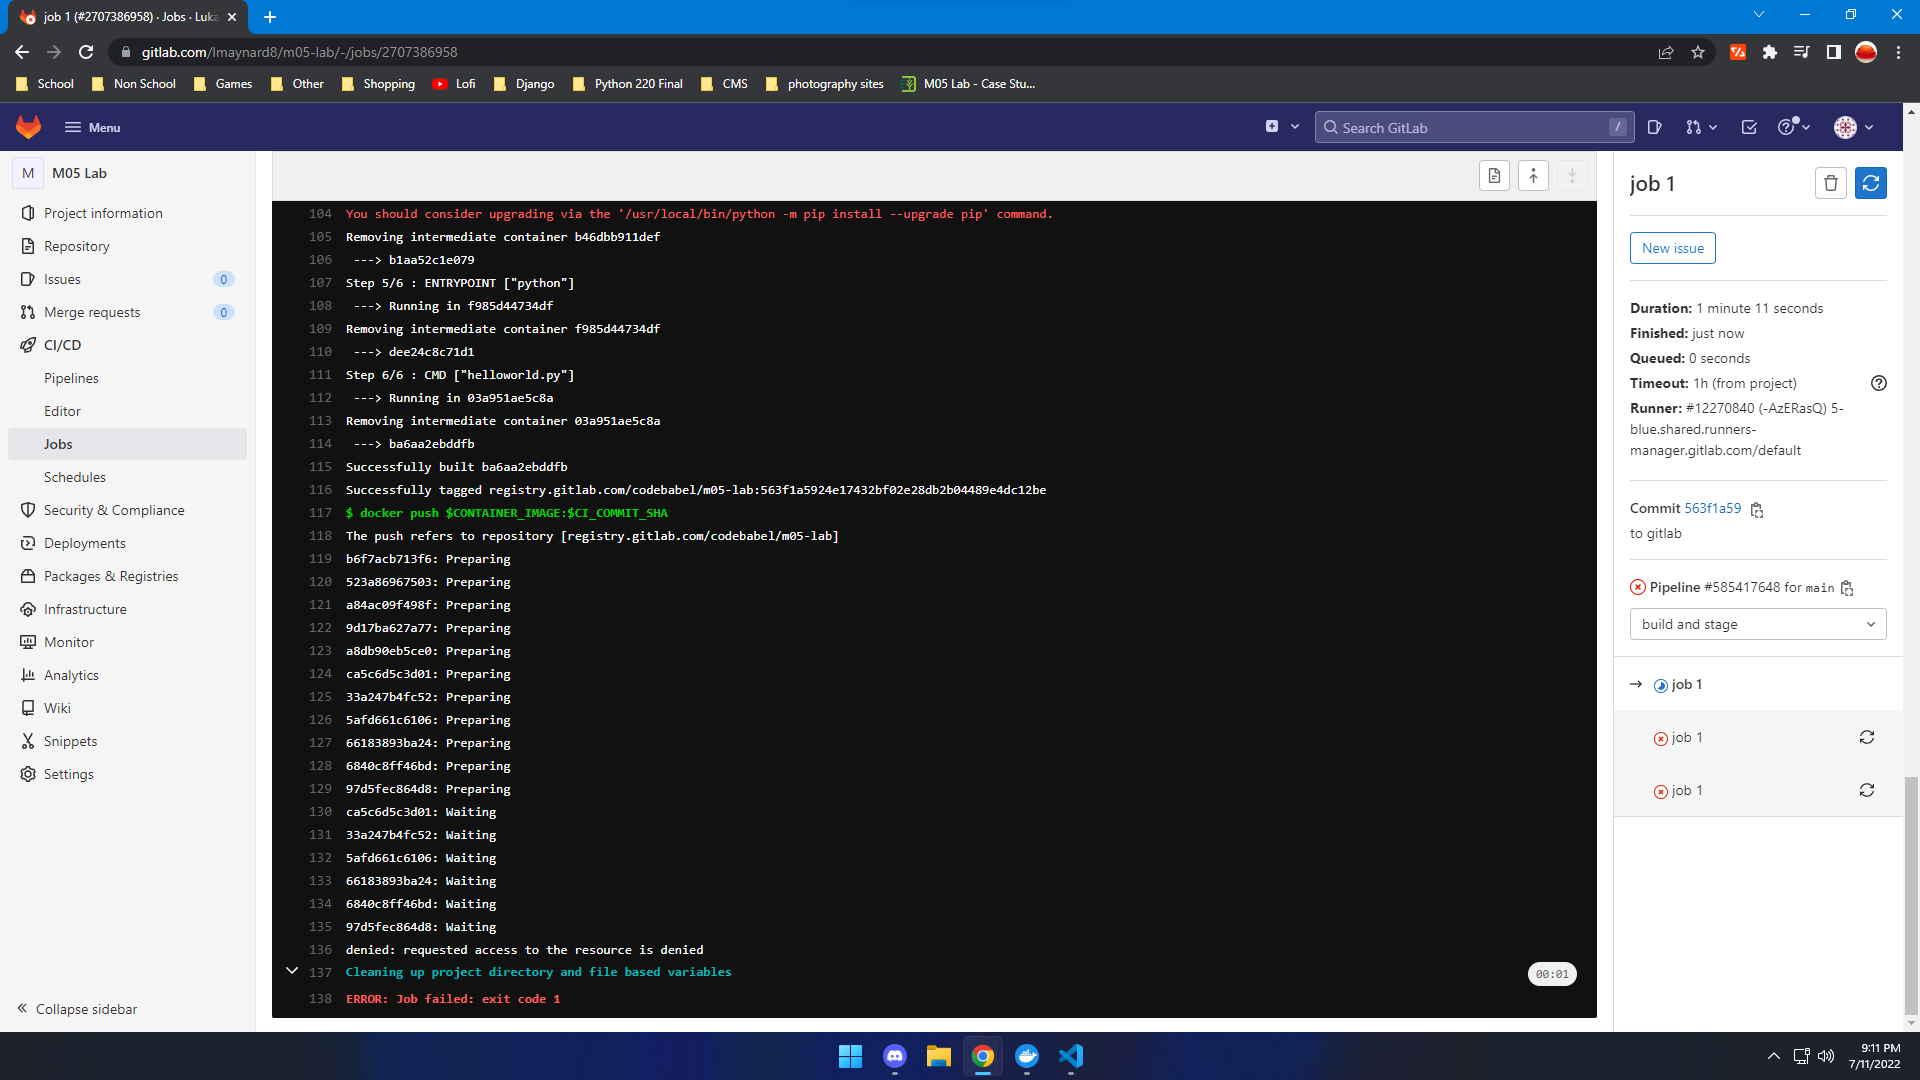 job 1 (#2707386958) · Jobs · Luka
gitlab.com/lmaynard8/m05-lab/-/jobs/2707386958
School
Non School
Games
Other
Shopping
Lofi
Django
Python 220 Final
CMS
photography sites
M05 Lab - Case Stu...
Menu
Search GitLab
/
M
M05 Lab
Project information
Repository
Issues
0
Merge requests
0
CI/CD
Pipelines
Editor
Jobs
Schedules
Security & Compliance
Deployments
Packages & Registries
Infrastructure
Monitor
Analytics
Wiki
Snippets
Settings
Collapse sidebar
104 You should consider upgrading via the '/usr/local/bin/python -m pip install --upgrade pip' command.
105 Removing intermediate container b46dbb911def
106 ---> b1aa52c1e079
107 Step 5/6 : ENTRYPOINT ["python"]
108 ---> Running in f985d44734df
109 Removing intermediate container f985d44734df
110 ---> dee24c8c71d1
111 Step 6/6 : CMD ["helloworld.py"]
112 ---> Running in 03a951ae5c8a
113 Removing intermediate container 03a951ae5c8a
114 ---> ba6aa2ebddfb
115 Successfully built ba6aa2ebddfb
116 Successfully tagged registry.gitlab.com/codebabel/m05-lab:563f1a5924e17432bf02e28db2b04489e4dc12be
117 $ docker push $CONTAINER_IMAGE:$CI_COMMIT_SHA
118 The push refers to repository [registry.gitlab.com/codebabel/m05-lab]
119 b6f7acb713f6: Preparing
120 523a86967503: Preparing
121 a84ac09f498f: Preparing
122 9d17ba627a77: Preparing
123 a8db90eb5ce0: Preparing
124 ca5c6d5c3d01: Preparing
125 33a247b4fc52: Preparing
126 5afd661c6106: Preparing
127 66183893ba24: Preparing
128 6840c8ff46bd: Preparing
129 97d5fec864d8: Preparing
130 ca5c6d5c3d01: Waiting
131 33a247b4fc52: Waiting
132 5afd661c6106: Waiting
133 66183893ba24: Waiting
134 6840c8ff46bd: Waiting
135 97d5fec864d8: Waiting
136 denied: requested access to the resource is denied
137 Cleaning up project directory and file based variables
00:01
138 ERROR: Job failed: exit code 1
job 1
New issue
Duration: 1 minute 11 seconds
Finished: just now
Queued: 0 seconds
Timeout: 1h (from project)
Runner: #12270840 (-AzERasQ) 5-
blue.shared.runners-
manager.gitlab.com/default
Commit 563f1a59
to gitlab
Pipeline #585417648 for main
build and stage
job 1
job 1
job 1
9:11 PM
7/11/2022